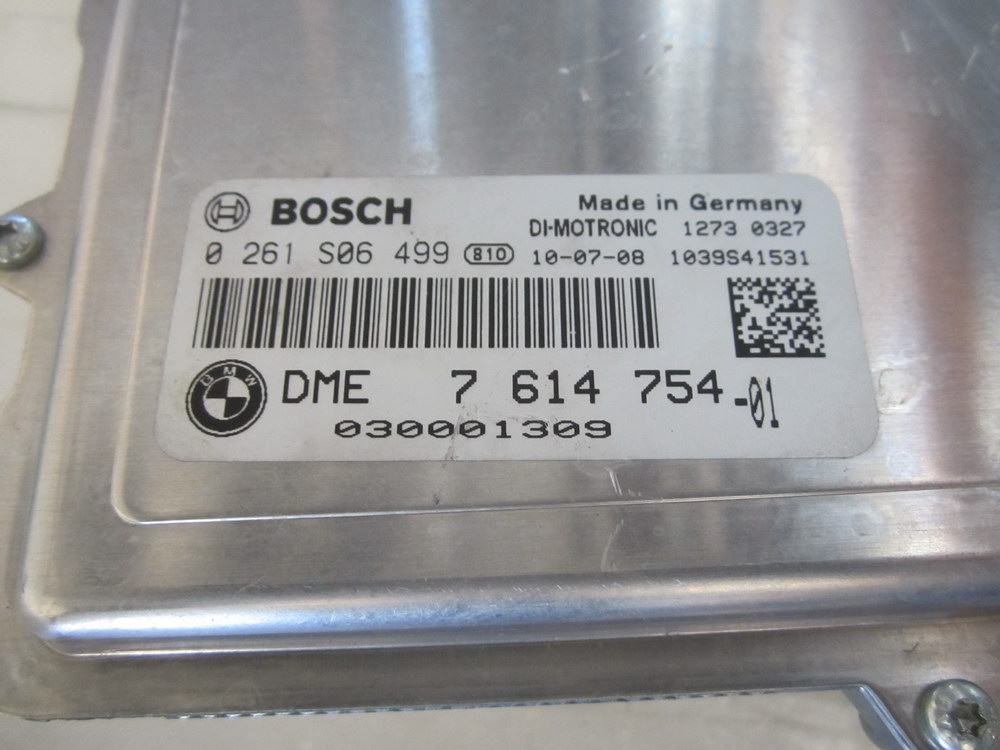 BOSCH Made in Germany
DI-MOTRONIC 1273 0327
0 261 S06 499 810 10-07-08 1039S41531
BMW DME 7 614 754-01
030001309